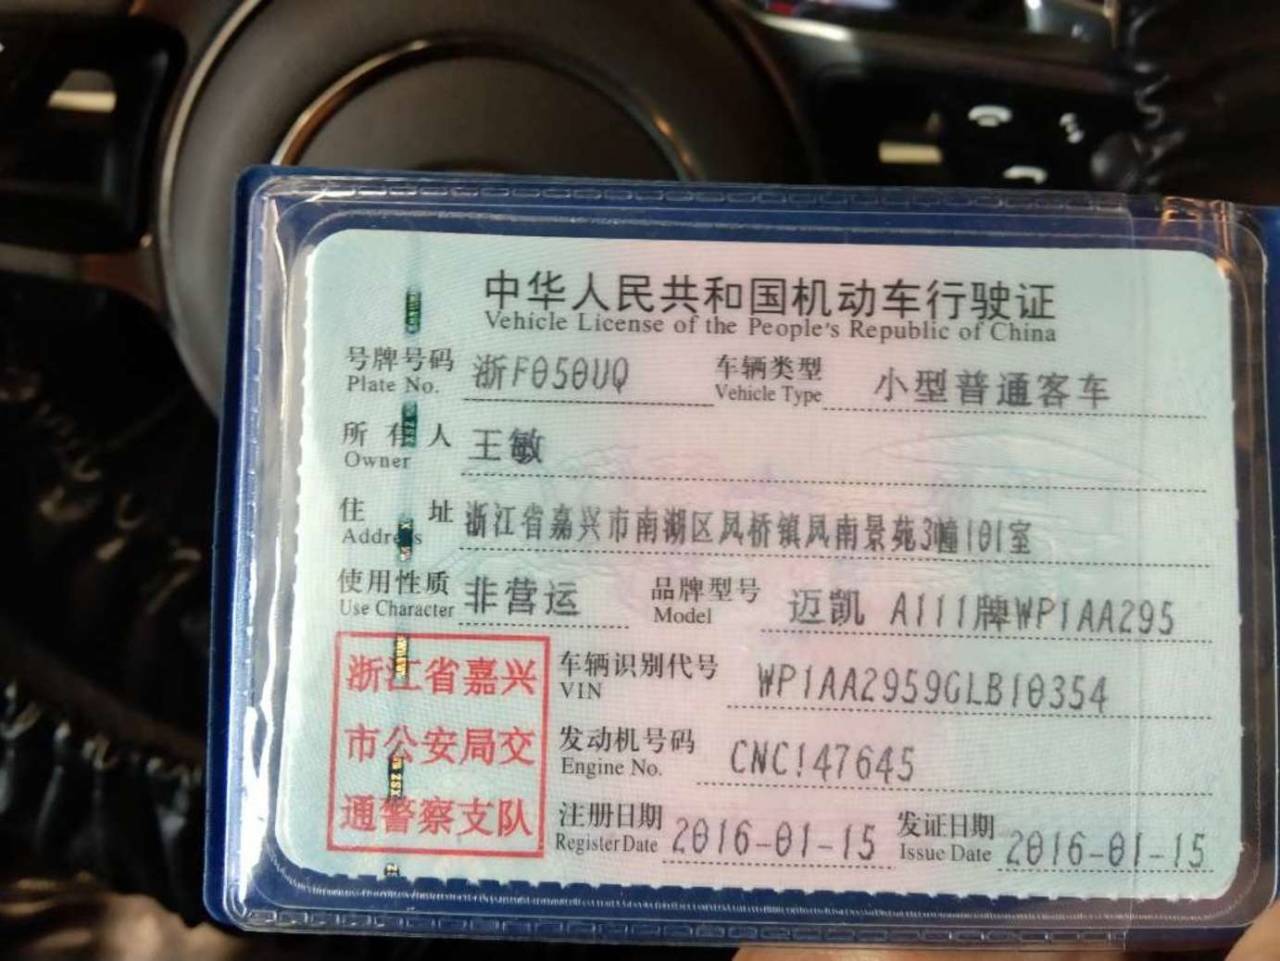 中华人民共和国机动车行驶证
Vehicle License of the People's Republic of China
号牌号码 浙F050UQ 车辆类型 小型普通客车
Plate No. Vehicle Type
所有人 王敏
Owner
住址 浙江省嘉兴市南湖区凤桥镇凤南景苑3幢101室
Address
使用性质 非营运 品牌型号 迈凯 A111牌WP1AA295
Use Character Model
浙江省嘉兴
市公安局交
通警察支队
车辆识别代号 WP1AA2959GLB10354
VIN
发动机号码 CNC!47645
Engine No.
注册日期 2016-01-15 发证日期 2016-01-15
Register Date Issue Date